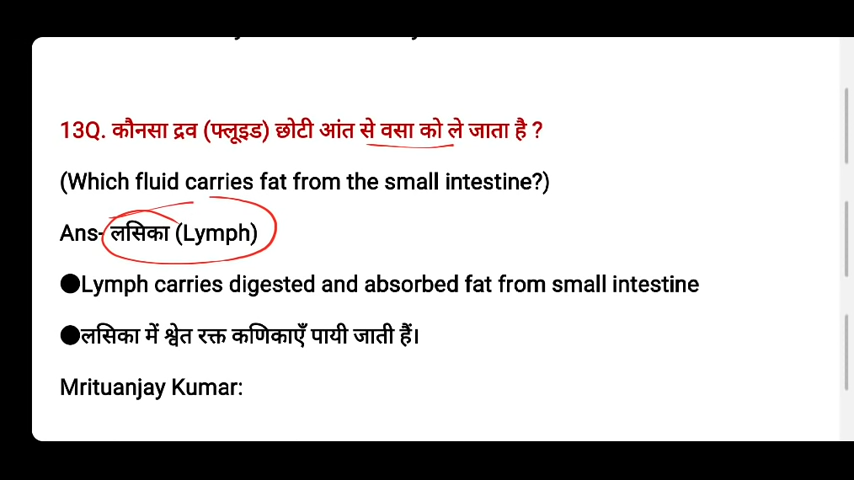 13Q. कौनसा द्रव (फ्लूइड) छोटी आंत से वसा को ले जाता है ?
(Which fluid carries fat from the small intestine?)
Ans- लसिका (Lymph)
●Lymph carries digested and absorbed fat from small intestine
●लसिका में श्वेत रक्त कणिकाएँ पायी जाती हैं।
Mrituanjay Kumar: